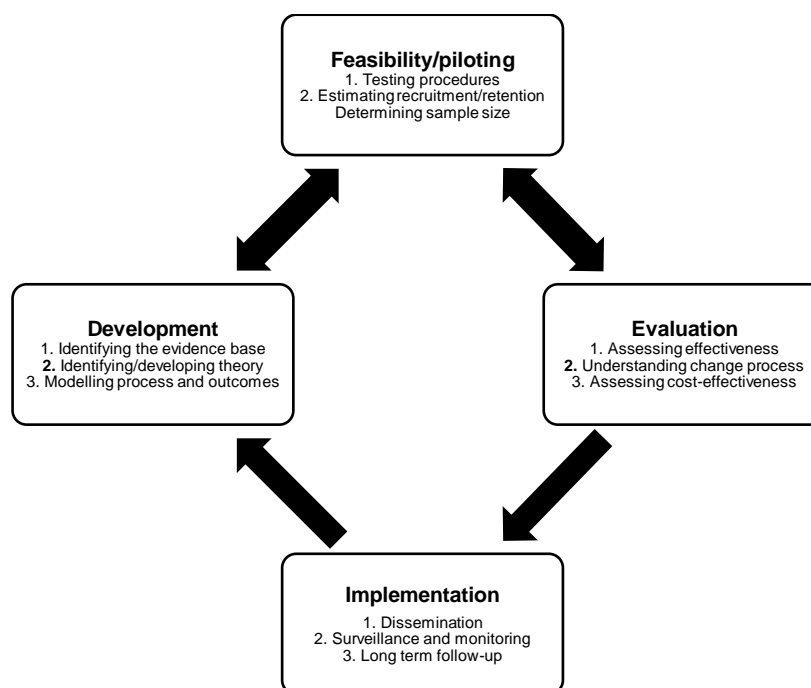 Feasibility/piloting
1. Testing procedures
2. Estimating recruitment/retention
Determining sample size
Development
1. Identifying the evidence base
2. Identifying/developing theory
3. Modelling process and outcomes
Evaluation
1. Assessing effectiveness
2. Understanding change process
3. Assessing cost-effectiveness
Implementation
1. Dissemination
2. Surveillance and monitoring
3. Long term follow-up